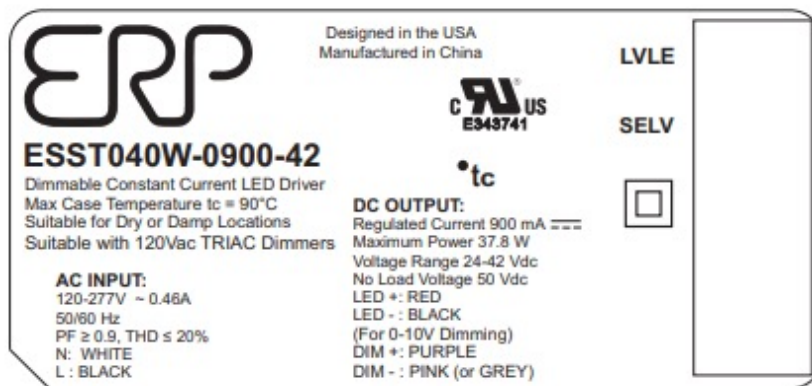 ERP
Designed in the USA
Manufactured in China
LVLE
C RU® US
E343741
SELV
ESST040W-0900-42
•tc
Dimmable Constant Current LED Driver
Max Case Temperature tc = 90°C
Suitable for Dry or Damp Locations
Suitable with 120Vac TRIAC Dimmers
AC INPUT:
120-277V ~ 0.46A
50/60 Hz
PF ≥ 0.9, THD ≤ 20%
N: WHITE
L : BLACK
DC OUTPUT:
Regulated Current 900 mA ⎓
Maximum Power 37.8 W
Voltage Range 24-42 Vdc
No Load Voltage 50 Vdc
LED +: RED
LED - : BLACK
(For 0-10V Dimming)
DIM +: PURPLE
DIM - : PINK (or GREY)